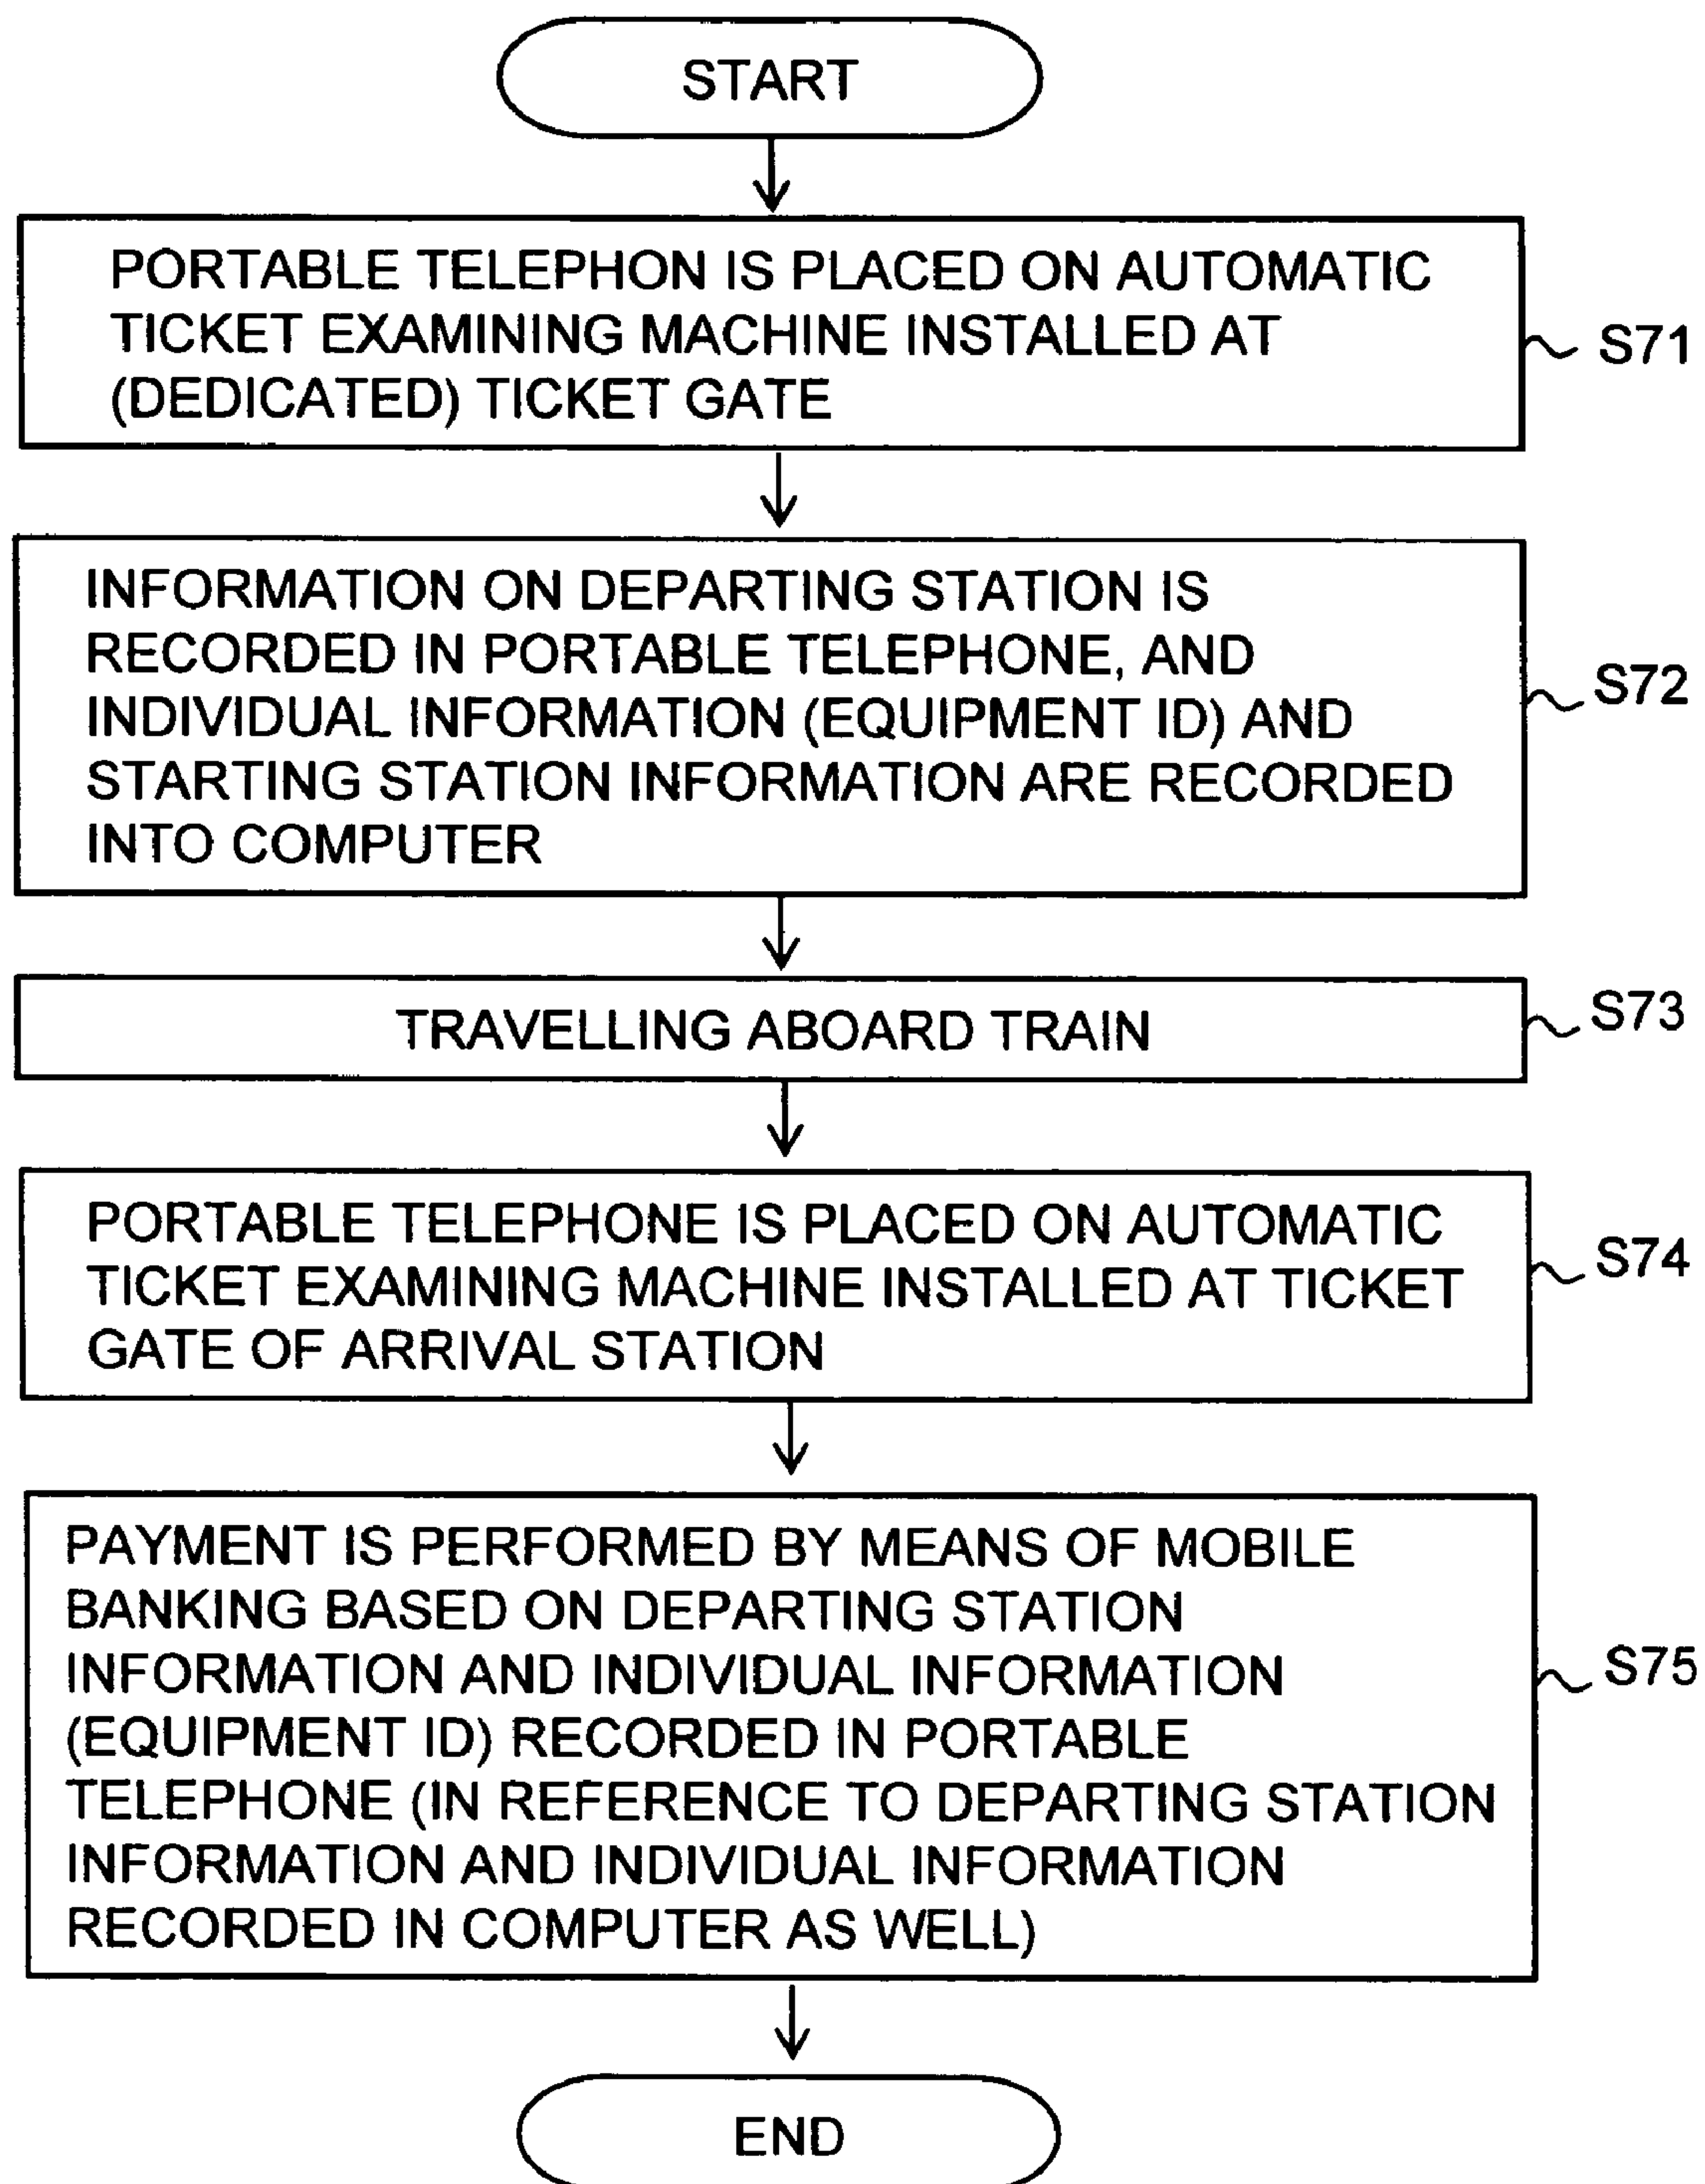 START
PORTABLE TELEPHON IS PLACED ON AUTOMATIC
TICKET EXAMINING MACHINE INSTALLED AT
(DEDICATED) TICKET GATE
S71
INFORMATION ON DEPARTING STATION IS
RECORDED IN PORTABLE TELEPHONE, AND
INDIVIDUAL INFORMATION (EQUIPMENT ID) AND
STARTING STATION INFORMATION ARE RECORDED
INTO COMPUTER
S72
TRAVELLING ABOARD TRAIN
S73
PORTABLE TELEPHONE IS PLACED ON AUTOMATIC
TICKET EXAMINING MACHINE INSTALLED AT TICKET
GATE OF ARRIVAL STATION
S74
PAYMENT IS PERFORMED BY MEANS OF MOBILE
BANKING BASED ON DEPARTING STATION
INFORMATION AND INDIVIDUAL INFORMATION
(EQUIPMENT ID) RECORDED IN PORTABLE
TELEPHONE (IN REFERENCE TO DEPARTING STATION
INFORMATION AND INDIVIDUAL INFORMATION
RECORDED IN COMPUTER AS WELL)
S75
END